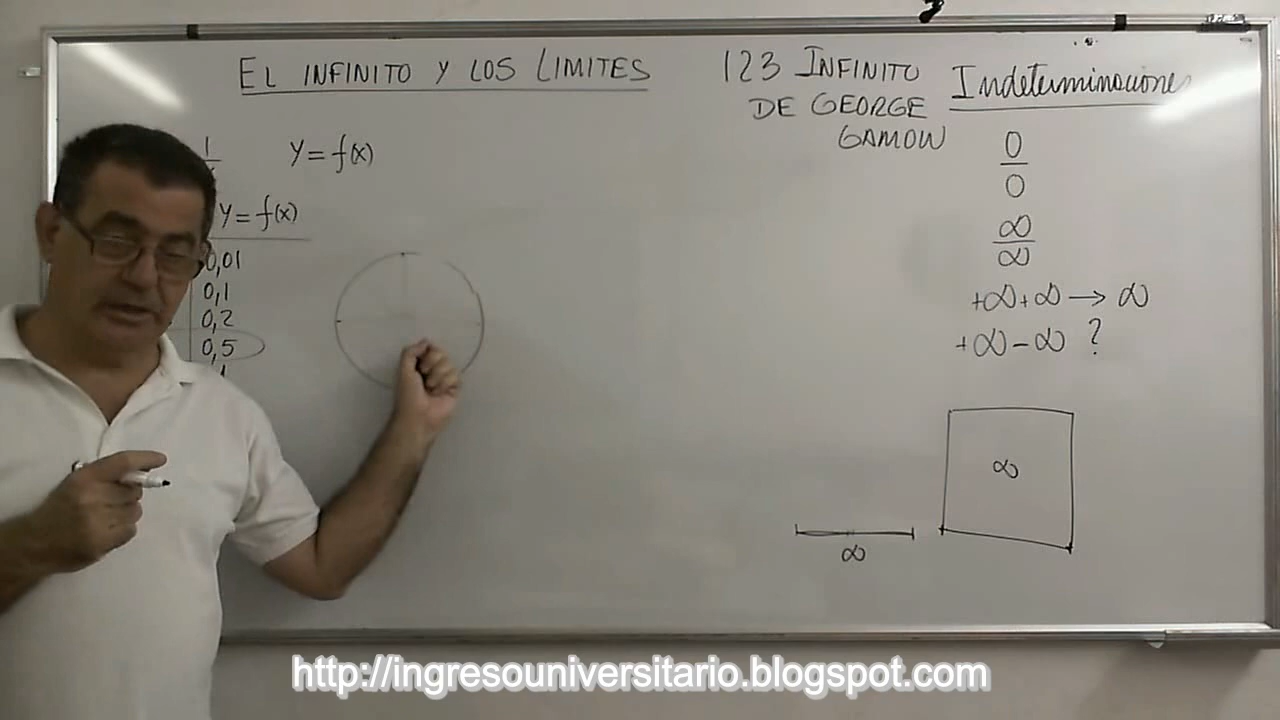 EL INFINITO Y LOS LIMITES
1
Y = f(x)
Y = f(x)
0,01
0,1
0,2
0,5
123 INFINITO
DE GEORGE
GAMOW
Indeterminaciones
0
0
∞
∞
+∞+∞ → ∞
+∞-∞ ?
∞
∞
http://ingresouniversitario.blogspot.com